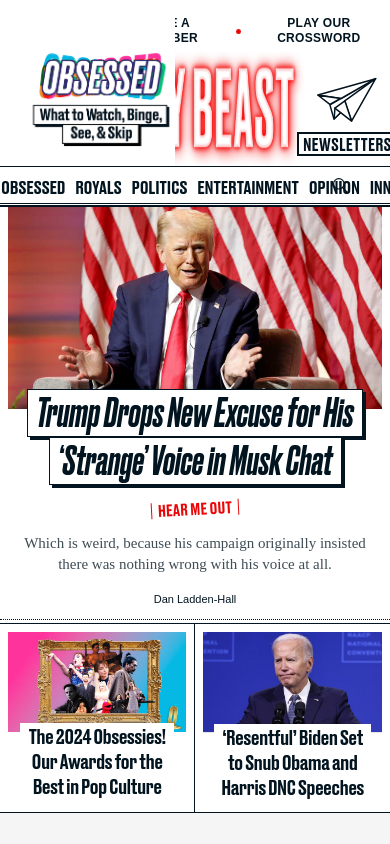 E A
BER
PLAY OUR
CROSSWORD
OBSESSED
What to Watch, Binge,
See, & Skip
Y BEAST
NEWSLETTERS
OBSESSED ROYALS POLITICS ENTERTAINMENT OPINION INN
Trump Drops New Excuse for His
‘Strange’ Voice in Musk Chat
HEAR ME OUT
Which is weird, because his campaign originally insisted
there was nothing wrong with his voice at all.
Dan Ladden-Hall
The 2024 Obsessies!
Our Awards for the
Best in Pop Culture
‘Resentful’ Biden Set
to Snub Obama and
Harris DNC Speeches